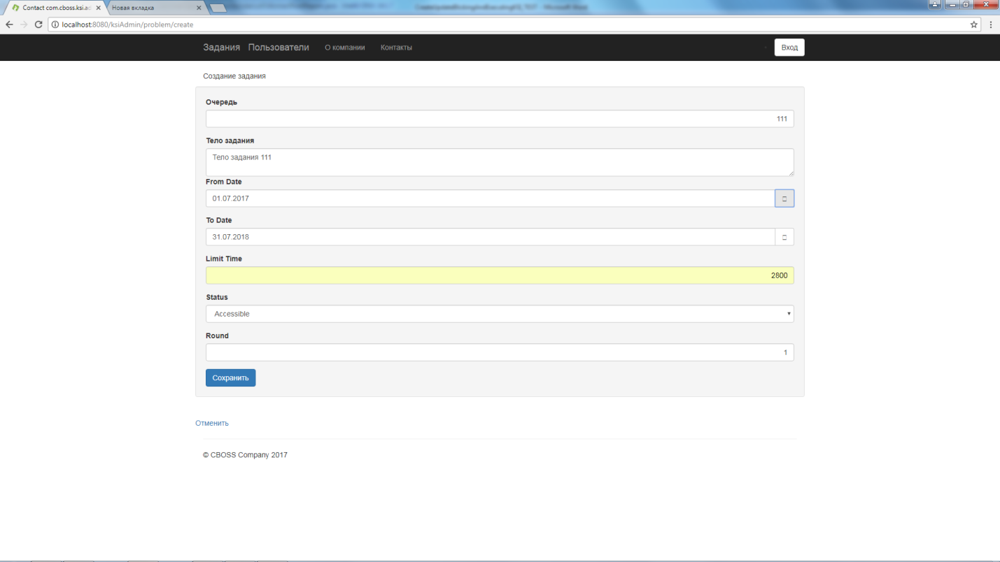 Contact com.cboss.ksi.ac
Новая вкладка
localhost:8080/ksiAdmin/problem/create
Задания Пользователи О компании Контакты Вход
Создание задания
Очередь
111
Тело задания
Тело задания 111
From Date
01.07.2017
To Date
31.07.2018
Limit Time
2800
Status
Accessible
Round
1
Сохранить
Отменить
© CBOSS Company 2017